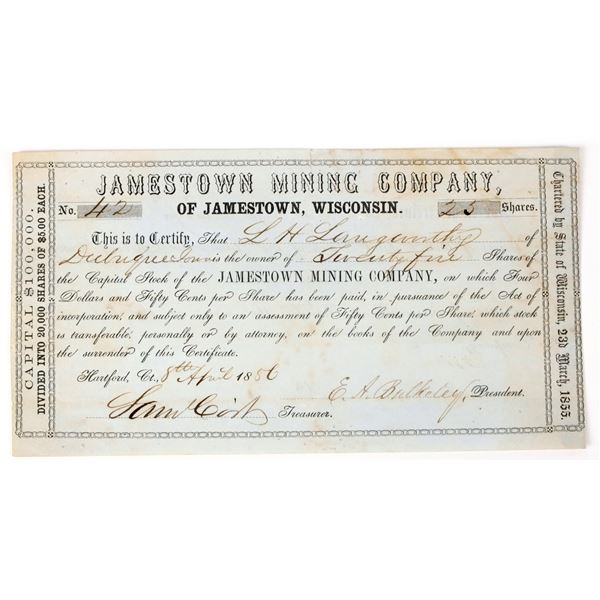 CAPITAL $100,000.
DIVIDED INTO 20,000 SHARES OF $5.00 EACH.
JAMESTOWN MINING COMPANY,
No. 42 OF JAMESTOWN, WISCONSIN. 25 Shares.
This is to Certify, That L H Langworthy of
Dubuque Iowa is the owner of Twenty five Shares of
the Capital Stock of the JAMESTOWN MINING COMPANY, on which Four
Dollars and Fifty Cents per Share has been paid, in pursuance of the Act of
incorporation; and subject only to an assessment of Fifty Cents per Share; which stock
is transferable, personally or by attorney, on the books of the Company and upon
the surrender of this Certificate.
Hartford, Ct. 8th April 1856
E. A. Bulkeley, President.
Saml Coit Treasurer.
Chartered by State of Wisconsin, 23d March, 1855.